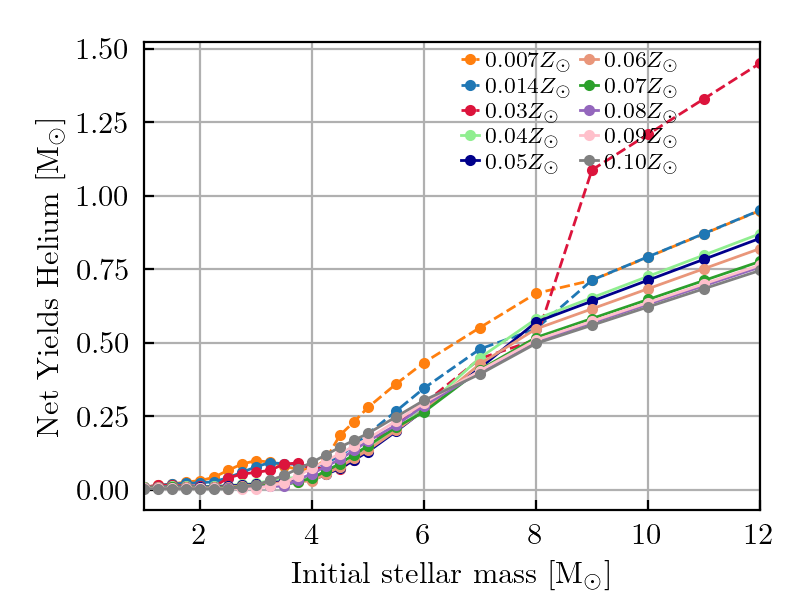 1.50
1.25
1.00
0.75
0.50
0.25
0.00
Net Yields Helium [M⊙]
0.007Z⊙
0.014Z⊙
0.03Z⊙
0.04Z⊙
0.05Z⊙
0.06Z⊙
0.07Z⊙
0.08Z⊙
0.09Z⊙
0.10Z⊙
2 4 6 8 10 12
Initial stellar mass [M⊙]